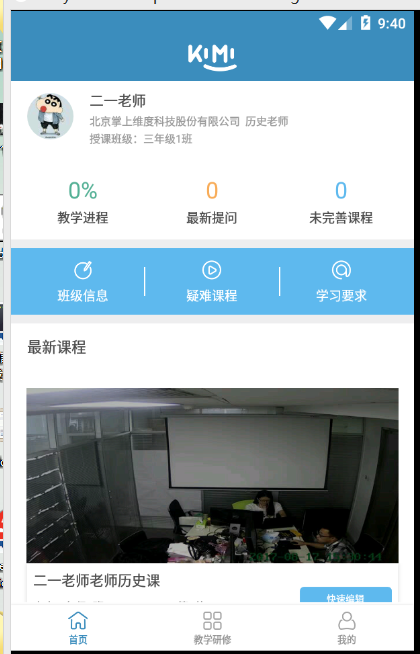 9:40
KiMi
二一老师
北京掌上维度科技股份有限公司 历史老师
授课班级：三年级1班
0% 0 0
教学进程 最新提问 未完善课程
班级信息 疑难课程 学习要求
最新课程
二一老师老师历史课
快速编辑
首页 教学研修 我的